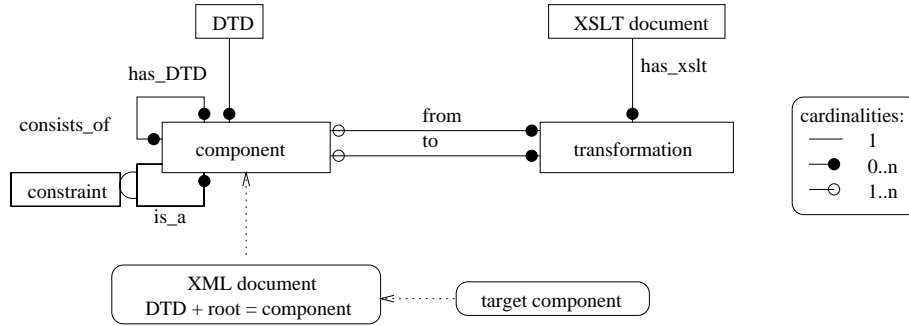 DTD
XSLT document
has_DTD
has_xslt
consists_of
from
cardinalities:
component
to
transformation
1
0..n
constraint
1..n
is_a
XML document
DTD + root = component
target component